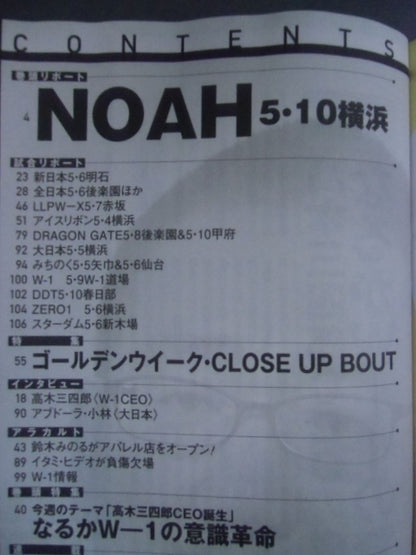 CONTENTS
巻頭リポート
4 NOAH 5・10横浜
試合リポート
23 新日本5・6明石
28 全日本5・6後楽園ほか
46 LLPW－X5・7赤坂
51 アイスリボン5・4横浜
79 DRAGON GATE5・8後楽園&5・10甲府
92 大日本5・5横浜
94 みちのく5・5矢巾&5・6仙台
100 W-1 5・9W-1道場
102 DDT5・10春日部
104 ZERO1 5・6横浜
106 スターダム5・6新木場
特集
55 ゴールデンウイーク・CLOSE UP BOUT
インタビュー
18 高木三四郎〈W-1CEO〉
90 アブドーラ・小林〈大日本〉
アラカルト
43 鈴木みのるがアパレル店をオープン!
89 イタミ・ヒデオが負傷欠場
99 W-1情報
巻頭特集
40 今週のテーマ「高木三四郎CEO誕生」
なるかW―1の意識革命